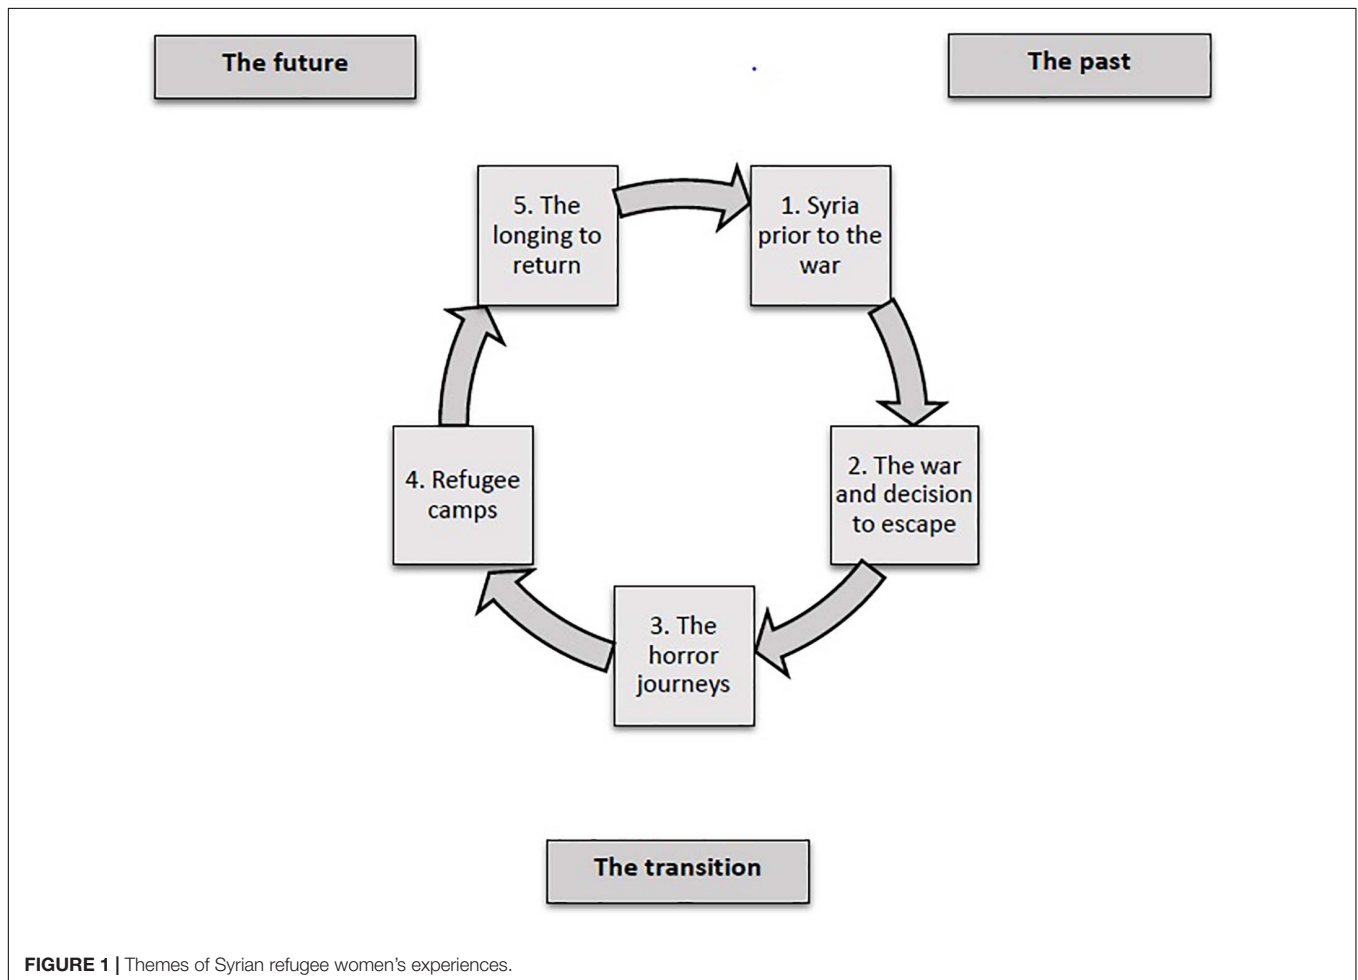 The future
The past
5. The
longing to
return
1. Syria
prior to the
war
4. Refugee
camps
2. The war
and decision
to escape
3. The
horror
journeys
The transition
FIGURE 1 | Themes of Syrian refugee women’s experiences.